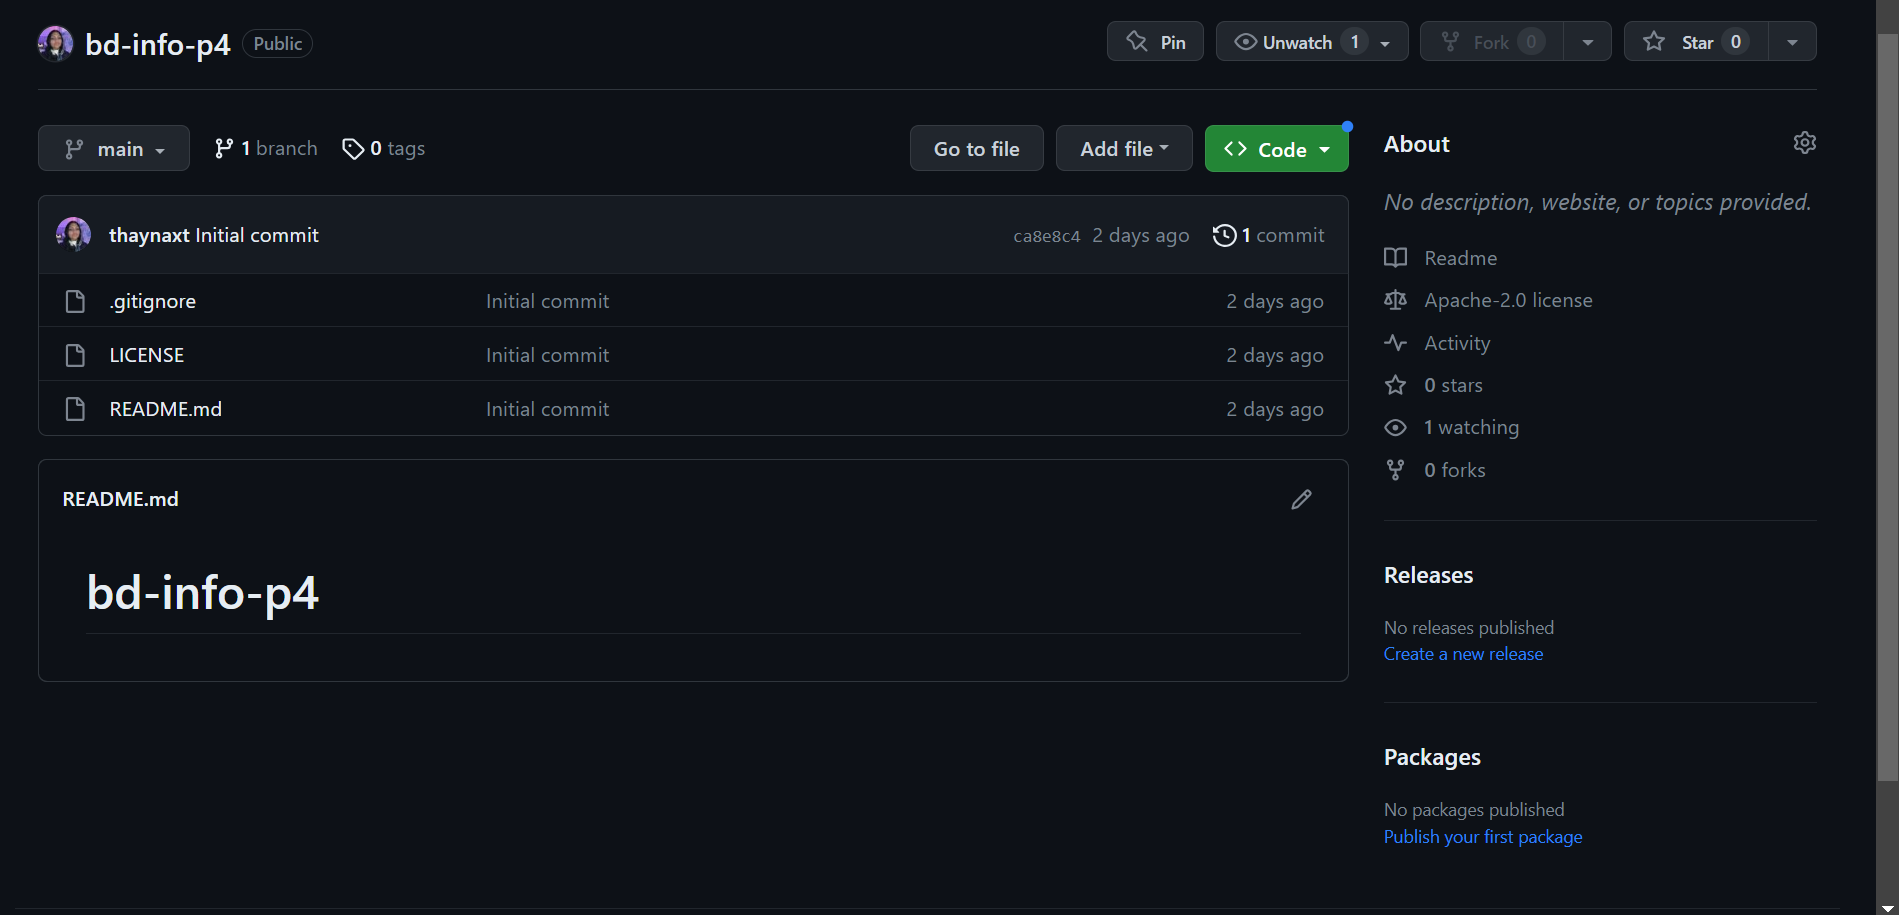 bd-info-p4 Public Pin Unwatch 1 Fork 0 Star 0
main 1 branch 0 tags Go to file Add file <> Code
thaynaxt Initial commit ca8e8c4 2 days ago 1 commit
.gitignore Initial commit 2 days ago
LICENSE Initial commit 2 days ago
README.md Initial commit 2 days ago
README.md
bd-info-p4
About
No description, website, or topics provided.
Readme
Apache-2.0 license
Activity
0 stars
1 watching
0 forks
Releases
No releases published
Create a new release
Packages
No packages published
Publish your first package